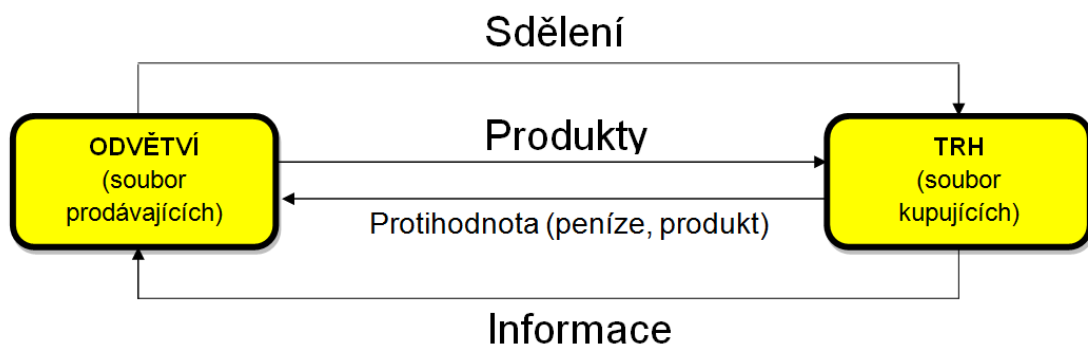 Sdělení
ODVĚTVÍ
(soubor
prodávajících)
Produkty
Protihodnota (peníze, produkt)
TRH
(soubor
kupujících)
Informace